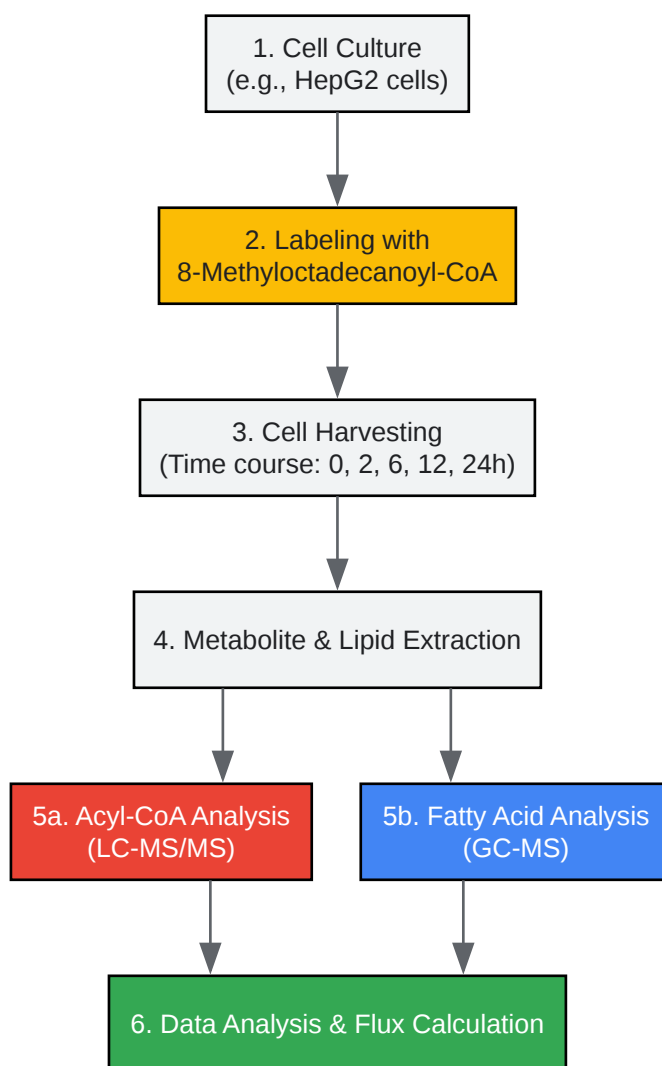 1. Cell Culture
(e.g., HepG2 cells)
2. Labeling with
8-Methyloctadecanoyl-CoA
3. Cell Harvesting
(Time course: 0, 2, 6, 12, 24h)
4. Metabolite & Lipid Extraction
5a. Acyl-CoA Analysis
(LC-MS/MS)
5b. Fatty Acid Analysis
(GC-MS)
6. Data Analysis & Flux Calculation